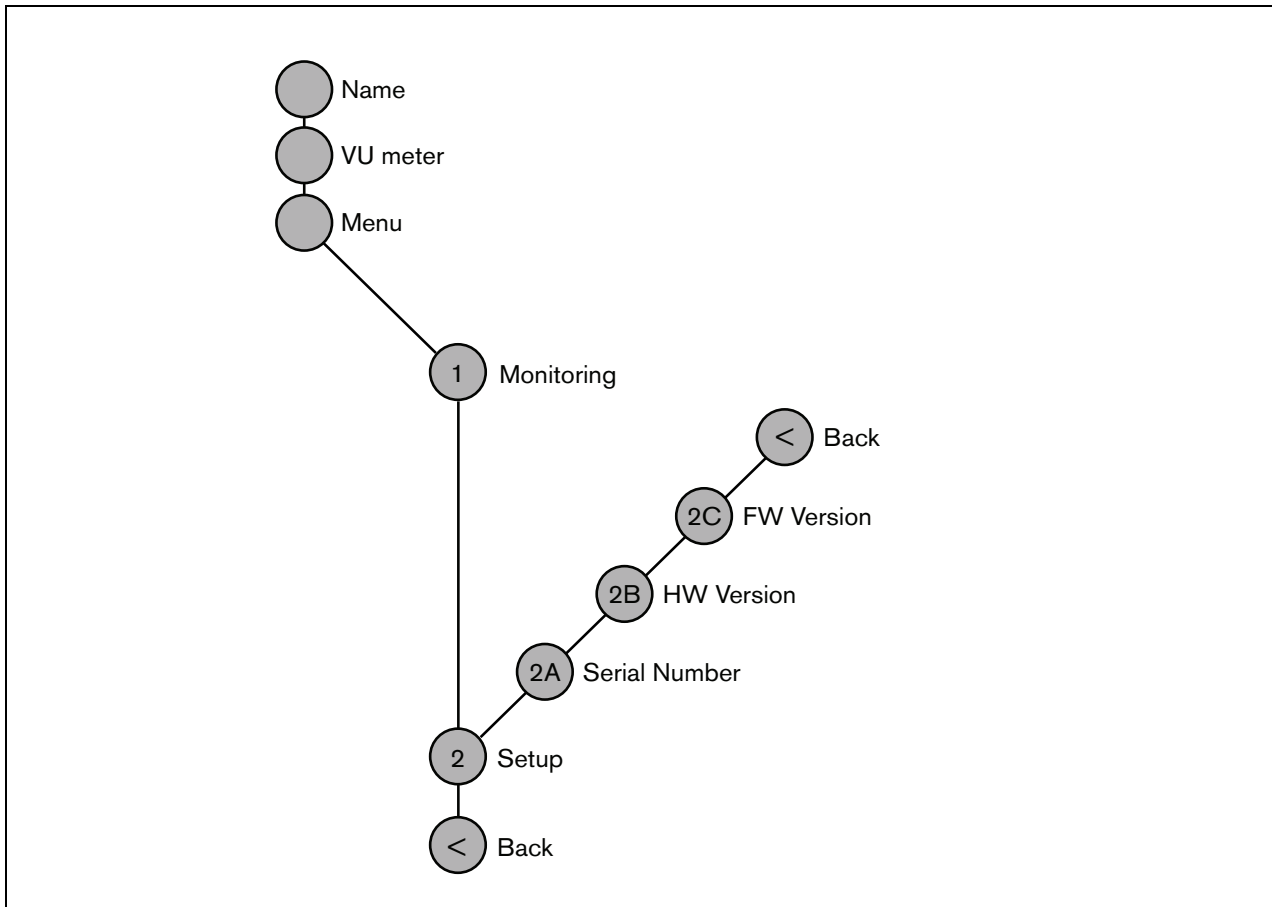 Name
VU meter
Menu
1 Monitoring
< Back
2C FW Version
2B HW Version
2A Serial Number
2 Setup
< Back